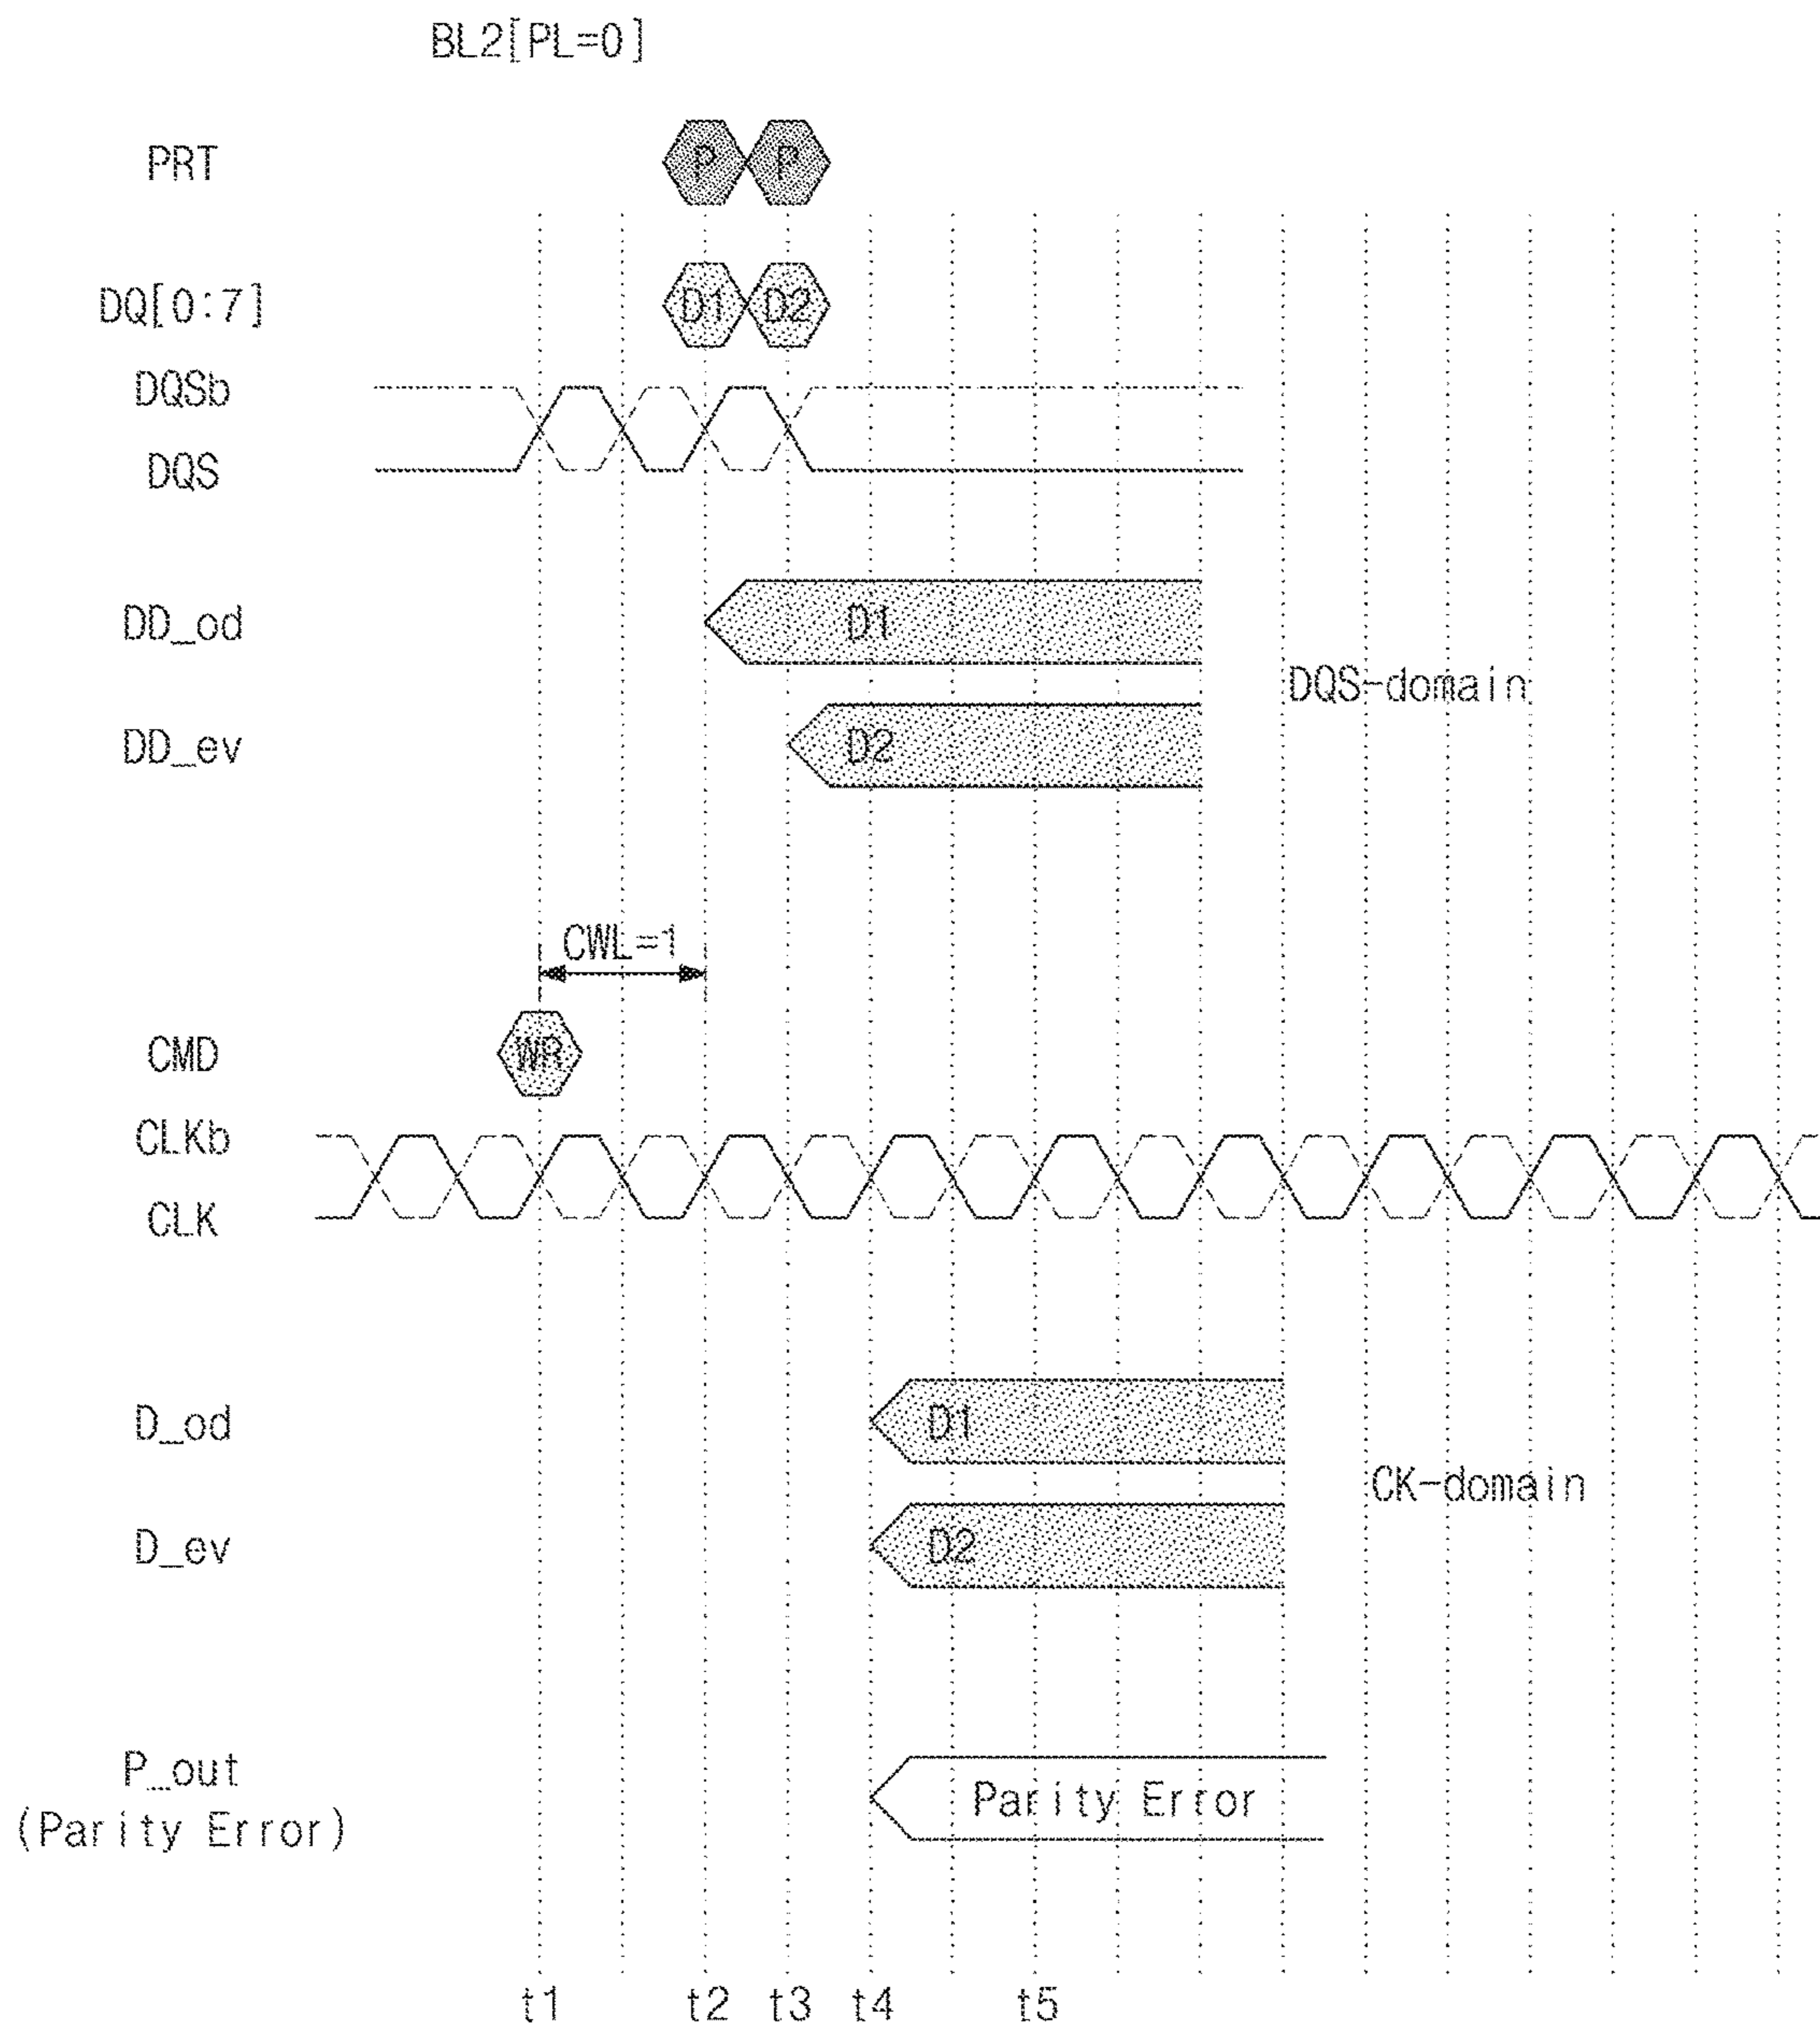 BL2[PL=0]
PRT
P P
DQ[0:7]
D1 D2
DQSb
DQS
DD_od
D1
DQS-domain
DD_ev
D2
CWL=1
CMD
WR
CLKb
CLK
D_od
D1
CK-domain
D_ev
D2
P_out
(Parity Error)
Parity Error
t1 t2 t3 t4 t5